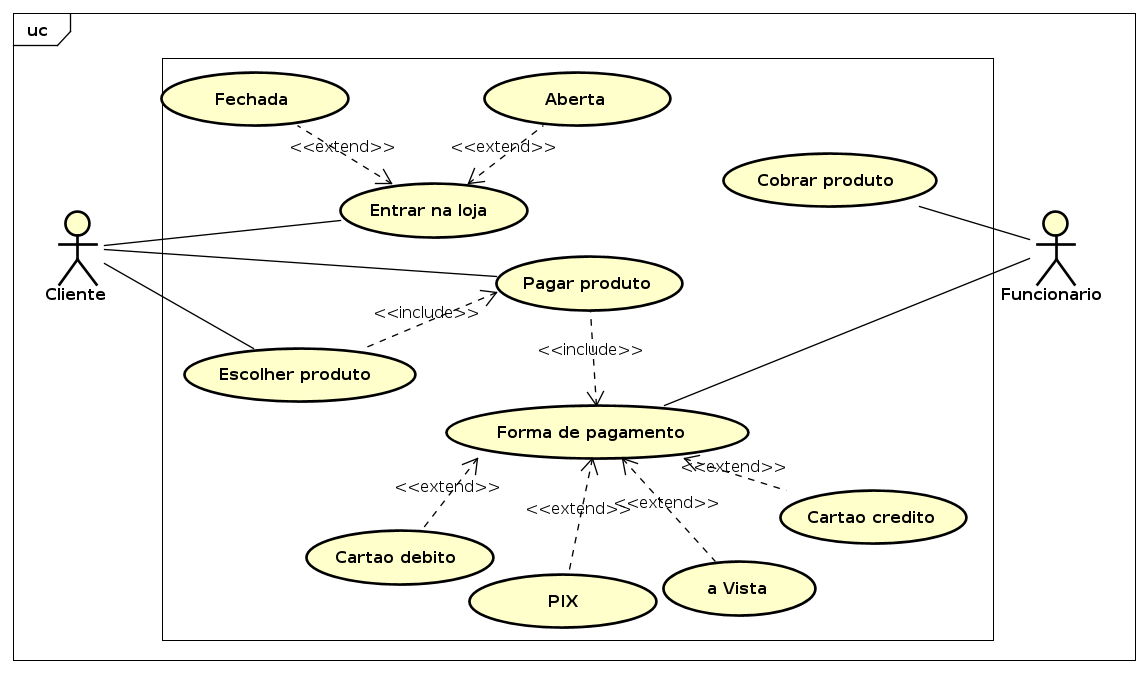 uc
Fechada
Aberta
<<extend>>
<<extend>>
Cobrar produto
Entrar na loja
Cliente
Funcionario
Pagar produto
<<include>>
<<include>>
Escolher produto
Forma de pagamento
<<extend>>
<<extend>>
<<extend>>
<<extend>>
Cartao credito
Cartao debito
a Vista
PIX